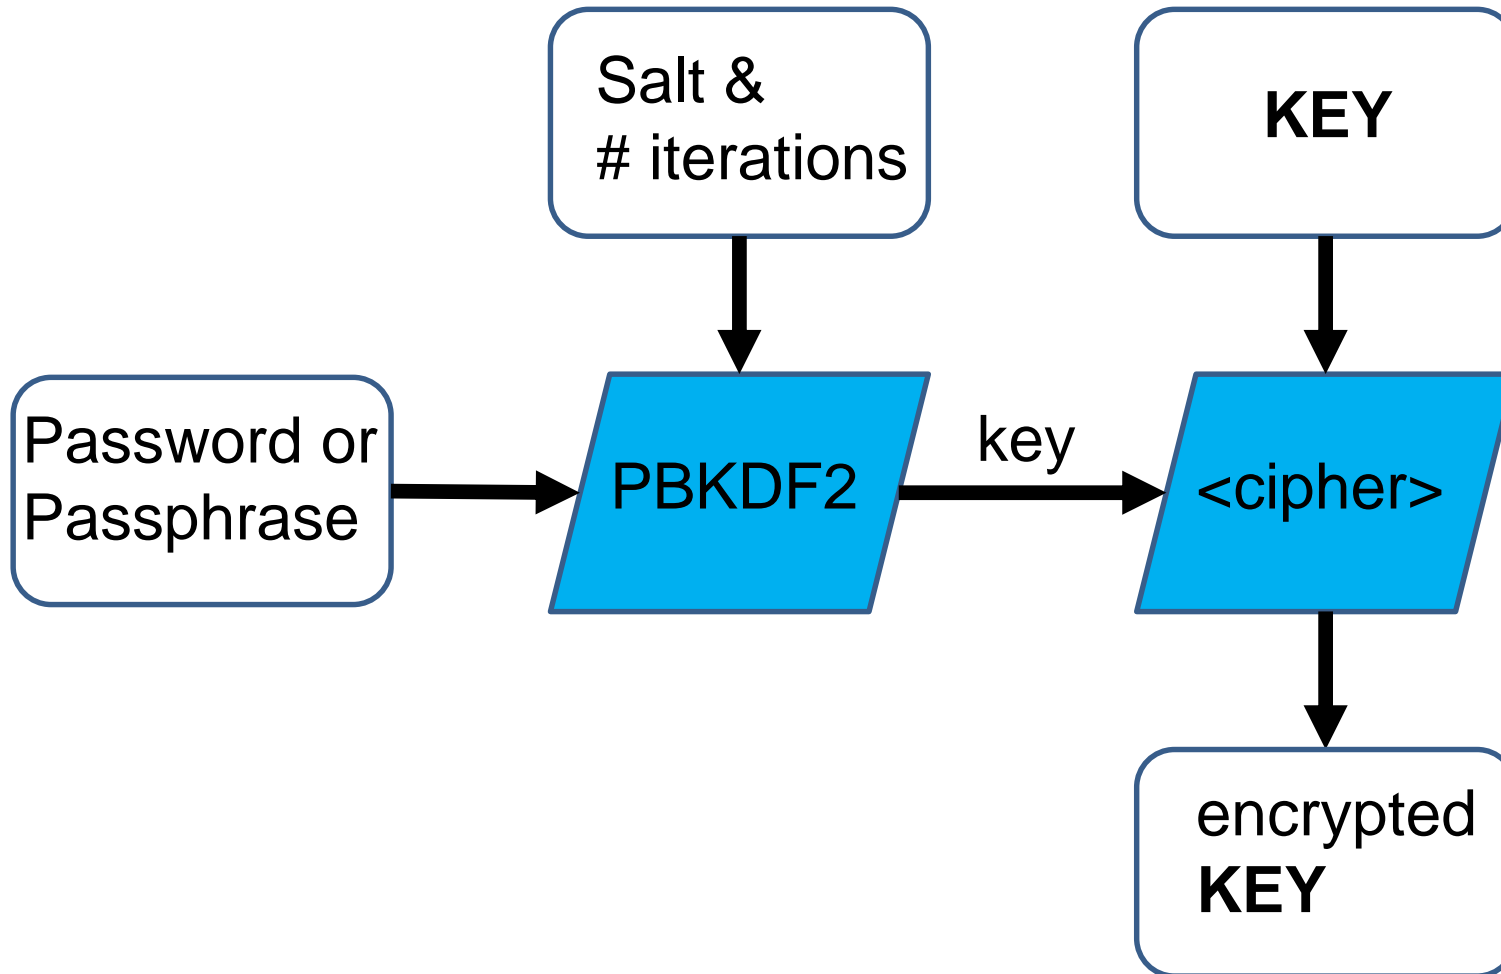 Salt &
# iterations
KEY
Password or
Passphrase
PBKDF2
key
<cipher>
encrypted
KEY